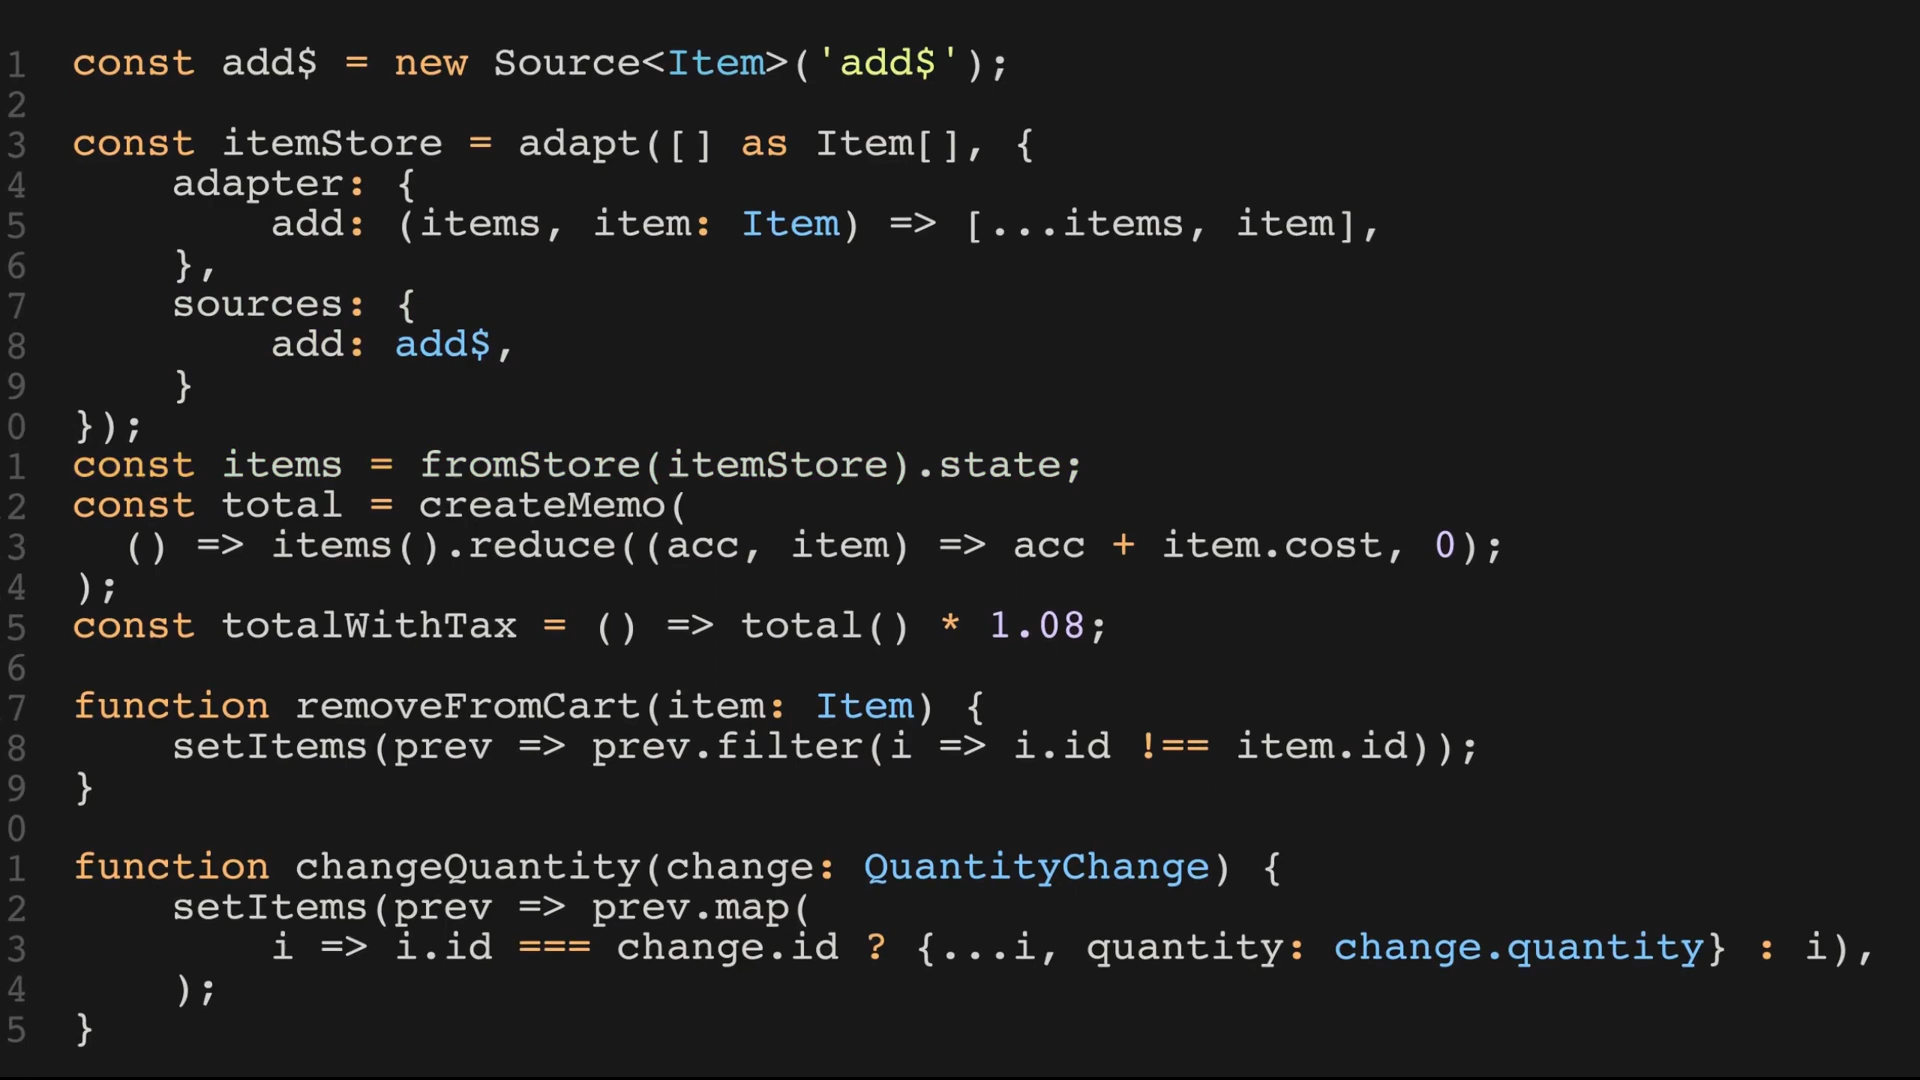 1 const add$ = new Source<Item>('add$');
2
3 const itemStore = adapt([] as Item[], {
4 adapter: {
5 add: (items, item: Item) => [...items, item],
6 },
7 sources: {
8 add: add$,
9 }
0 });
1 const items = fromStore(itemStore).state;
2 const total = createMemo(
3 () => items().reduce((acc, item) => acc + item.cost, 0);
4 );
5 const totalWithTax = () => total() * 1.08;
6
7 function removeFromCart(item: Item) {
8 setItems(prev => prev.filter(i => i.id !== item.id));
9 }
0
1 function changeQuantity(change: QuantityChange) {
2 setItems(prev => prev.map(
3 i => i.id === change.id ? {...i, quantity: change.quantity} : i),
4 );
5 }